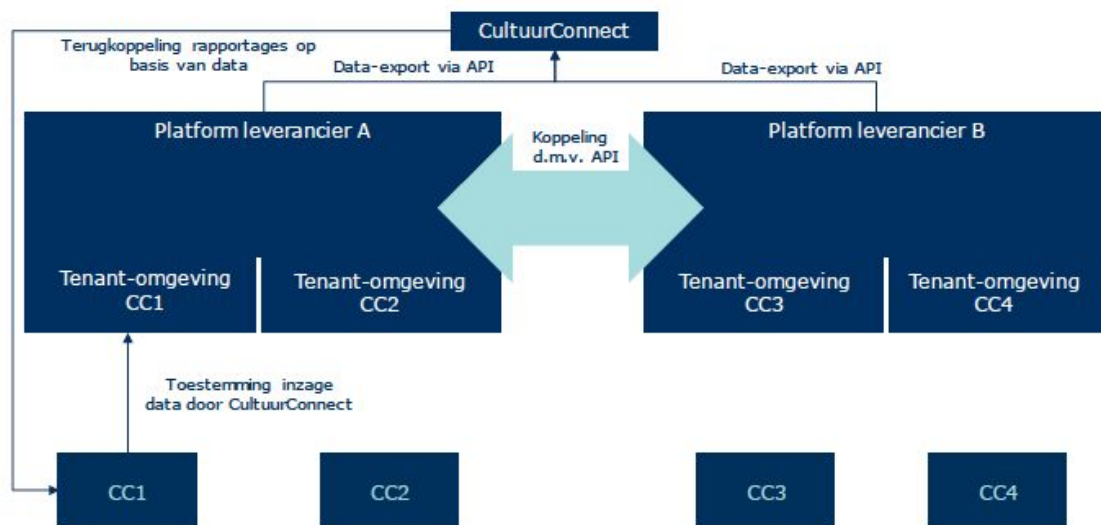 CultuurConnect
Terugkoppeling rapportages op
basis van data
Data-export via API
Data-export via API
Platform leverancier A
Koppeling
d.m.v. API
Platform leverancier B
Tenant-omgeving
CC1
Tenant-omgeving
CC2
Tenant-omgeving
CC3
Tenant-omgeving
CC4
Toestemming inzage
data door CultuurConnect
CC1
CC2
CC3
CC4